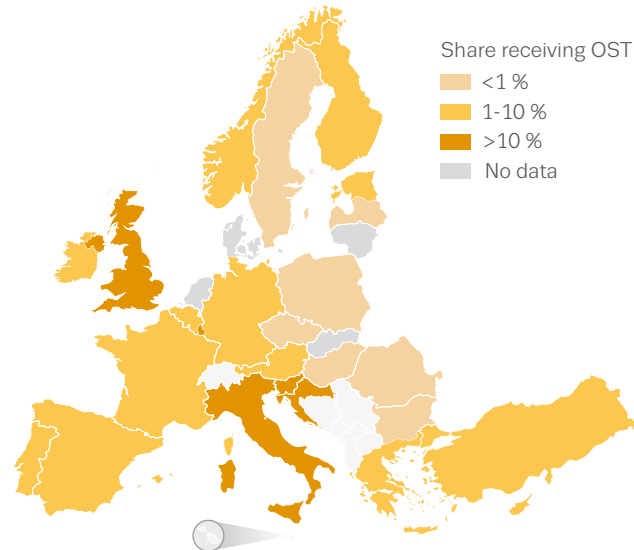 Share receiving OST
<1 %
1-10 %
>10 %
No data